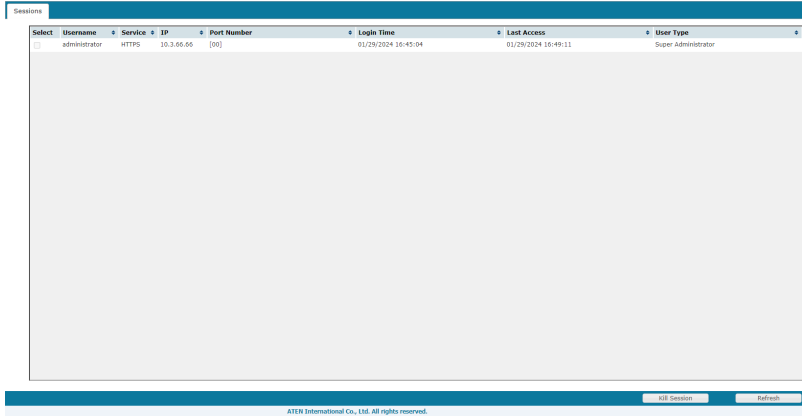 Sessions
Select Username Service IP Port Number Login Time Last Access User Type
administrator HTTPS 10.3.66.66 [00] 01/29/2024 16:45:04 01/29/2024 16:49:11 Super Administrator
Kill Session Refresh
ATEN International Co., Ltd. All rights reserved.